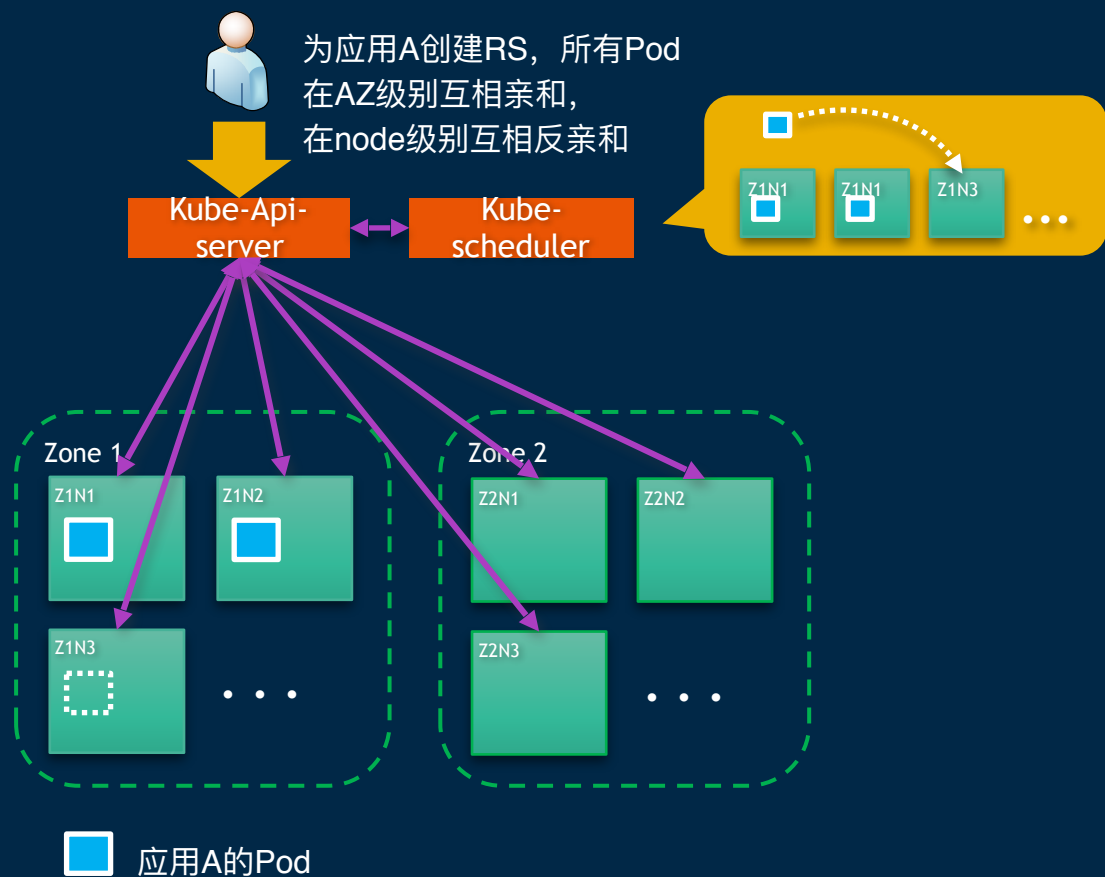 为应用A创建RS，所有Pod
在AZ级别互相亲和，
在node级别互相反亲和
Z1N1
Z1N1
Z1N3
...
Kube-Api-
server
Kube-
scheduler
Zone 1
Z1N1
Z1N2
Z1N3
...
Zone 2
Z2N1
Z2N2
Z2N3
...
应用A的Pod